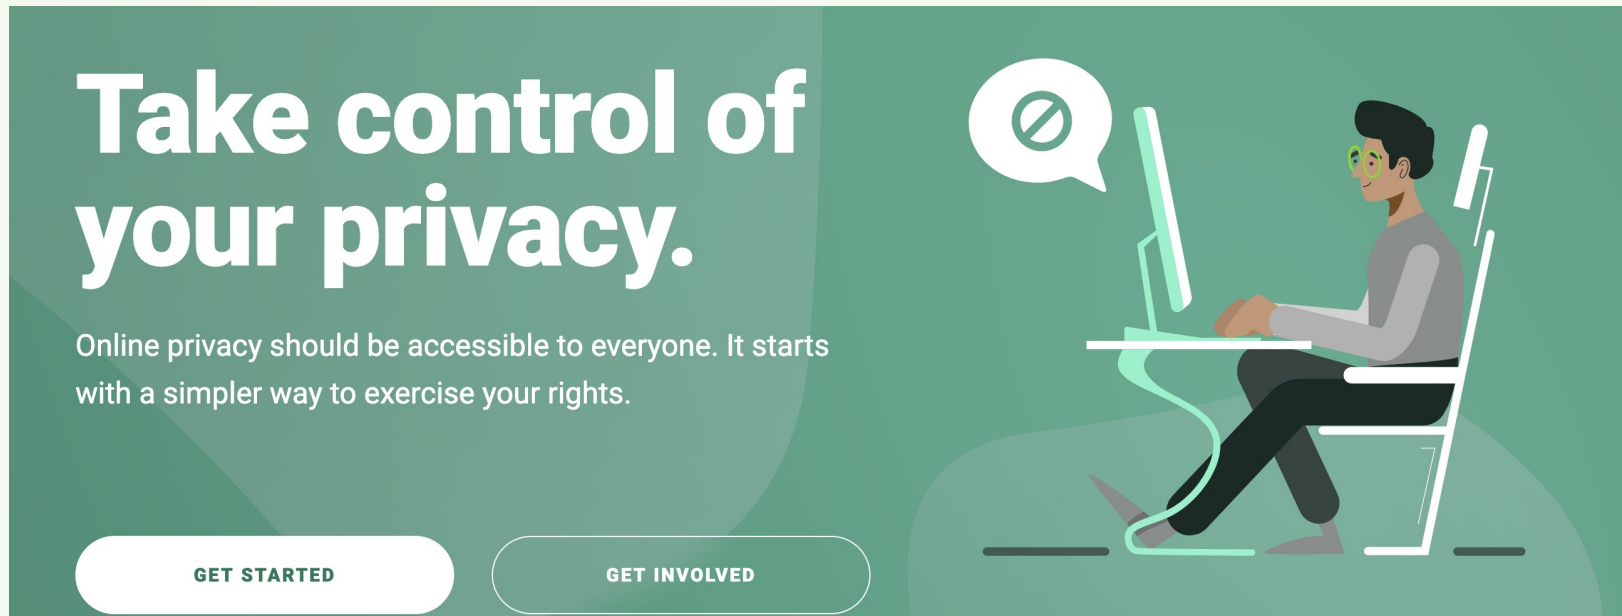 Take control of
your privacy.
Online privacy should be accessible to everyone. It starts
with a simpler way to exercise your rights.
GET STARTED
GET INVOLVED